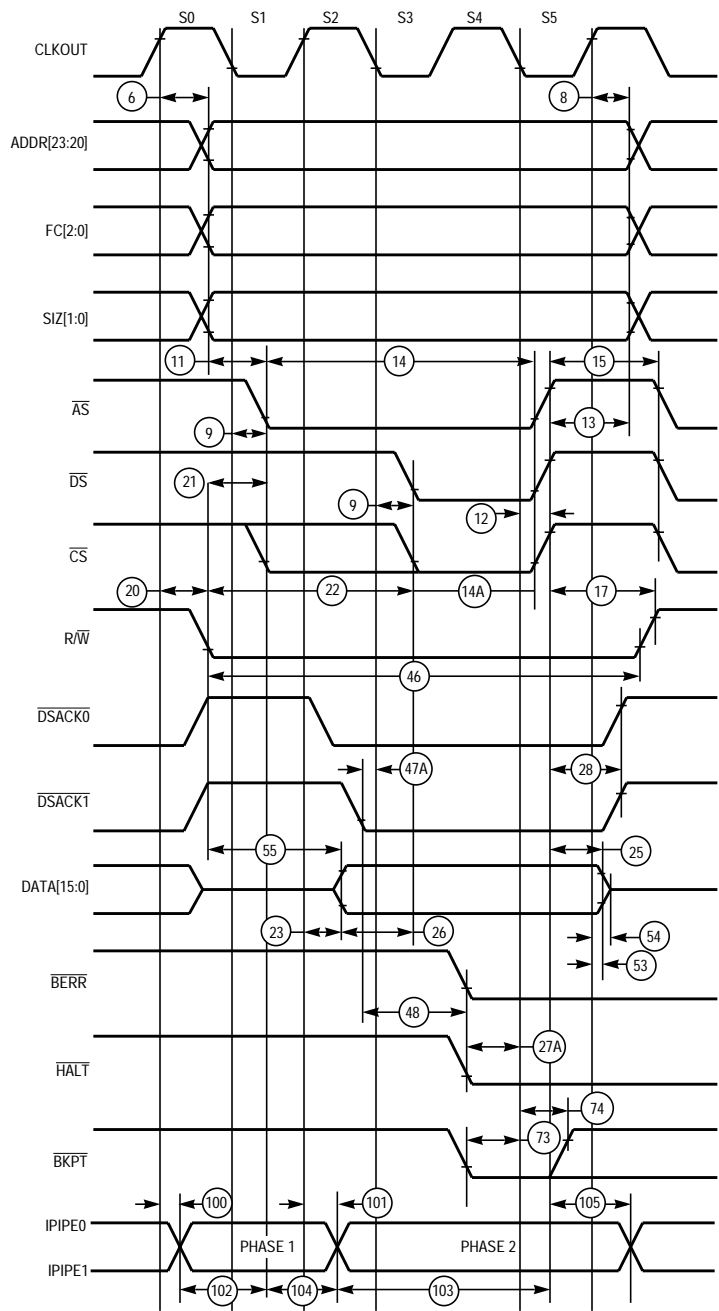 S0 S1 S2 S3 S4 S5
CLKOUT
6 8
ADDR[23:20]
FC[2:0]
SIZ[1:0]
11 14 15
AS
9 13
DS
21 9 12
CS
20 22 14A 17
R/W
46
DSACK0
47A 28
DSACK1
55 25
DATA[15:0]
23 26 54
53
BERR
48 27A
HALT
74
73
BKPT
100 101 105
IPIPE0
PHASE 1 PHASE 2
IPIPE1
102 104 103